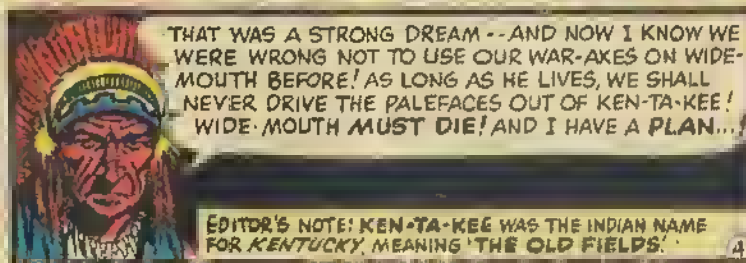 THAT WAS A STRONG DREAM -- AND NOW I KNOW WE
WERE WRONG NOT TO USE OUR WAR-AXES ON WIDE-
MOUTH BEFORE! AS LONG AS HE LIVES, WE SHALL
NEVER DRIVE THE PALEFACES OUT OF KEN-TA-KEE!
WIDE-MOUTH MUST DIE! AND I HAVE A PLAN...!
EDITOR'S NOTE: KEN-TA-KEE WAS THE INDIAN NAME
FOR KENTUCKY, MEANING 'THE OLD FIELDS.'
4